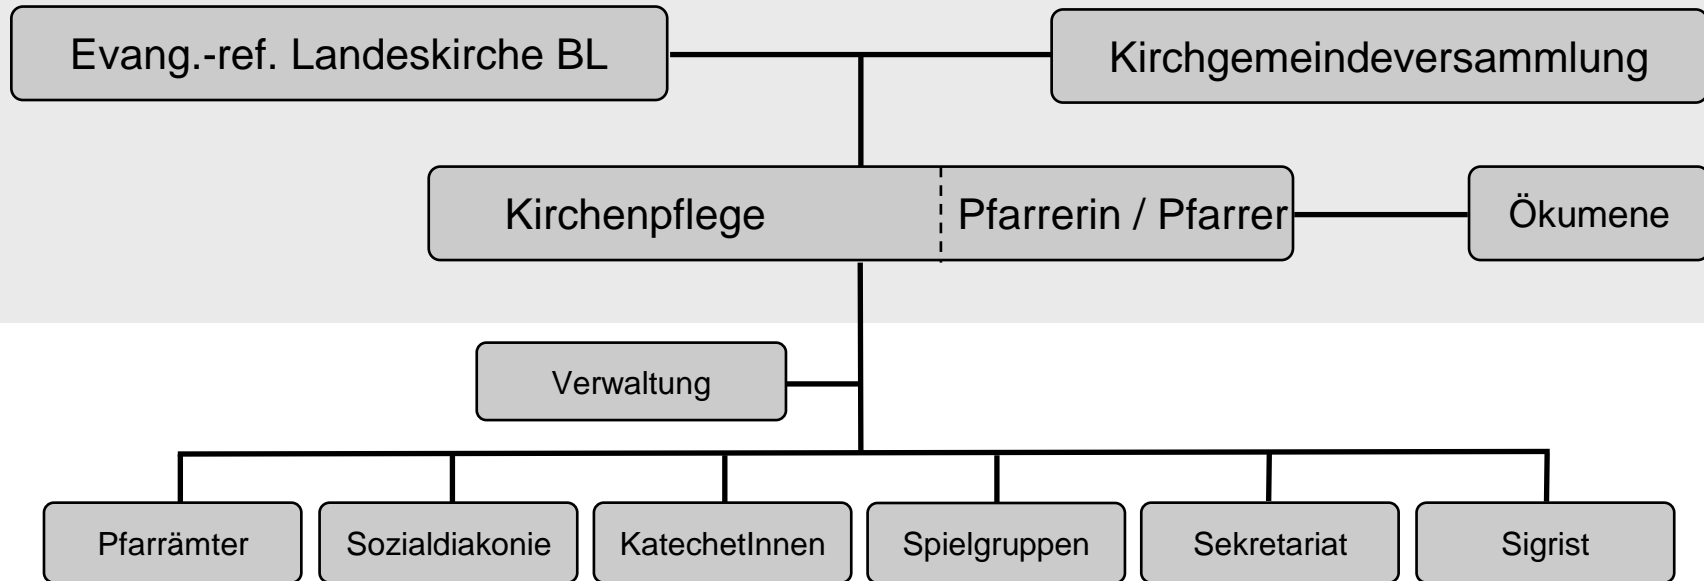 Evang.-ref. Landeskirche BL
Kirchgemeindeversammlung
Kirchenpflege
Pfarrerin / Pfarrer
Ökumene
Verwaltung
Pfarrämter
Sozialdiakonie
KatechetInnen
Spielgruppen
Sekretariat
Sigrist